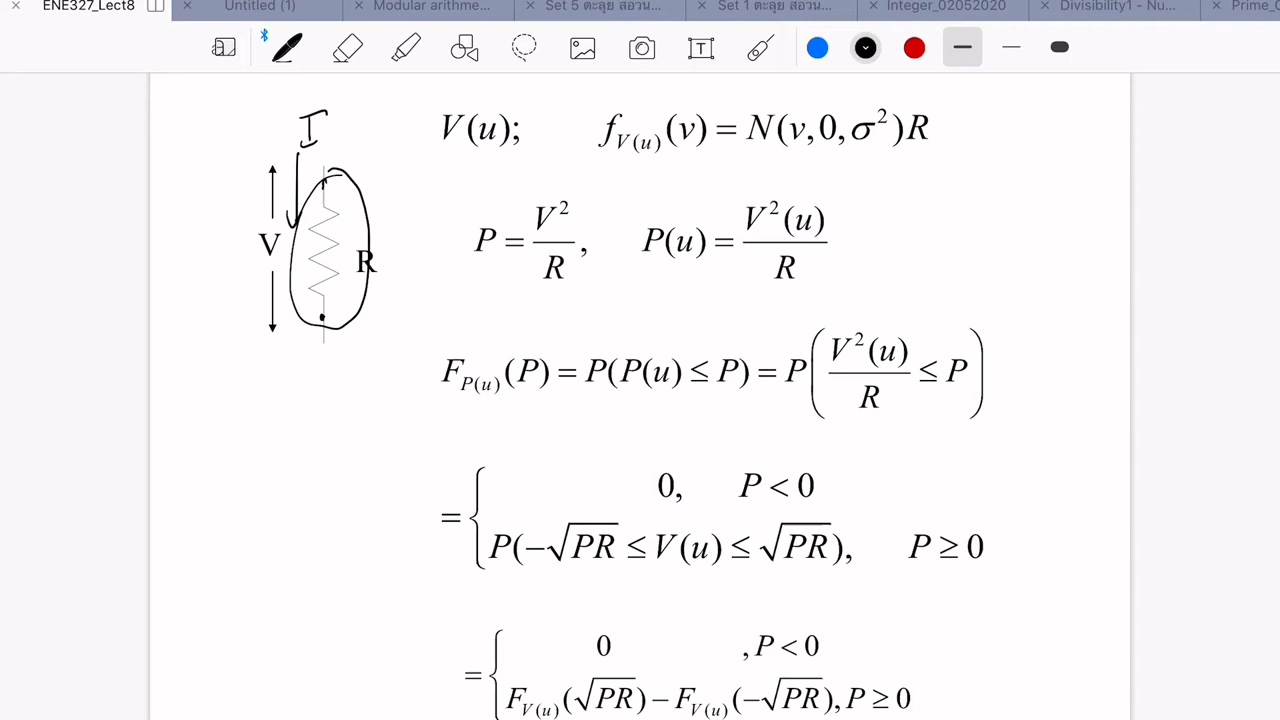 ENE327_Lect8 Untitled (1) Modular arithme... Set 5 ตะลุย สอวน... Set 1 ตะลุย สอวน... Integer_02052020 Divisibility1 - Nu... Prime_
T
I
V(u); f_{V(u)}(v) = N(v,0,σ²)R
V
R
P = V²/R, P(u) = V²(u)/R
F_{P(u)}(P) = P(P(u) ≤ P) = P(V²(u)/R ≤ P)
= { 0, P < 0
P(−√PR ≤ V(u) ≤ √PR), P ≥ 0
= { 0 , P < 0
F_{V(u)}(√PR) − F_{V(u)}(−√PR), P ≥ 0